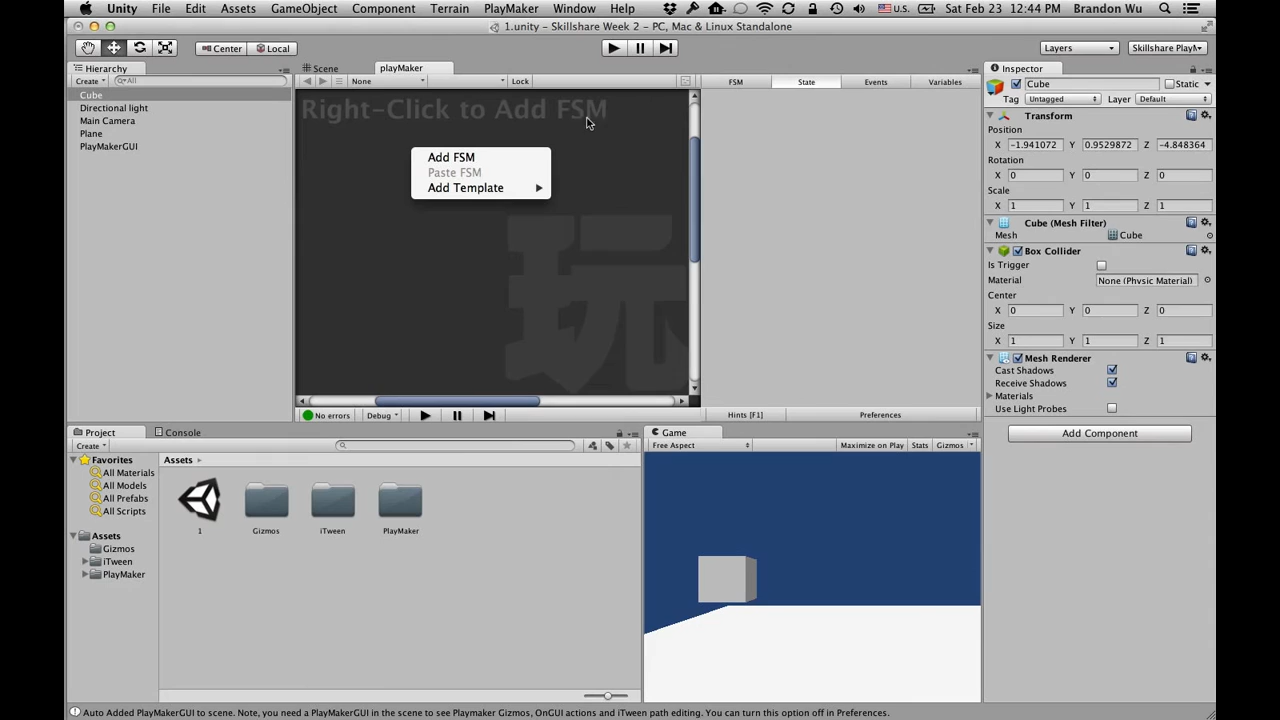 Unity File Edit Assets GameObject Component Terrain PlayMaker Window Help U.S. Sat Feb 23 12:44 PM Brandon Wu
1.unity - Skillshare Week 2 - PC, Mac & Linux Standalone
Center Local Layers Skillshare PlayM
Hierarchy
Create All
Cube
Directional light
Main Camera
Plane
PlayMakerGUI
Scene playMaker
None Lock
Right-Click to Add FSM
Add FSM
Paste FSM
Add Template
玩
No errors Debug
FSM State Events Variables
Hints [F1] Preferences
Inspector
Cube Static
Tag Untagged Layer Default
Transform
Position
X -1.941072 Y 0.9529872 Z -4.848364
Rotation
X 0 Y 0 Z 0
Scale
X 1 Y 1 Z 1
Cube (Mesh Filter)
Mesh Cube
Box Collider
Is Trigger
Material None (Physic Material)
Center
X 0 Y 0 Z 0
Size
X 1 Y 1 Z 1
Mesh Renderer
Cast Shadows
Receive Shadows
Materials
Use Light Probes
Add Component
Project Console
Create
Favorites
All Materials
All Models
All Prefabs
All Scripts
Assets
Gizmos
iTween
PlayMaker
Assets
1 Gizmos iTween PlayMaker
Game
Free Aspect Maximize on Play Stats Gizmos
Auto Added PlayMakerGUI to scene. Note, you need a PlayMakerGUI in the scene to see Playmaker Gizmos, OnGUI actions and iTween path editing. You can turn this option off in Preferences.